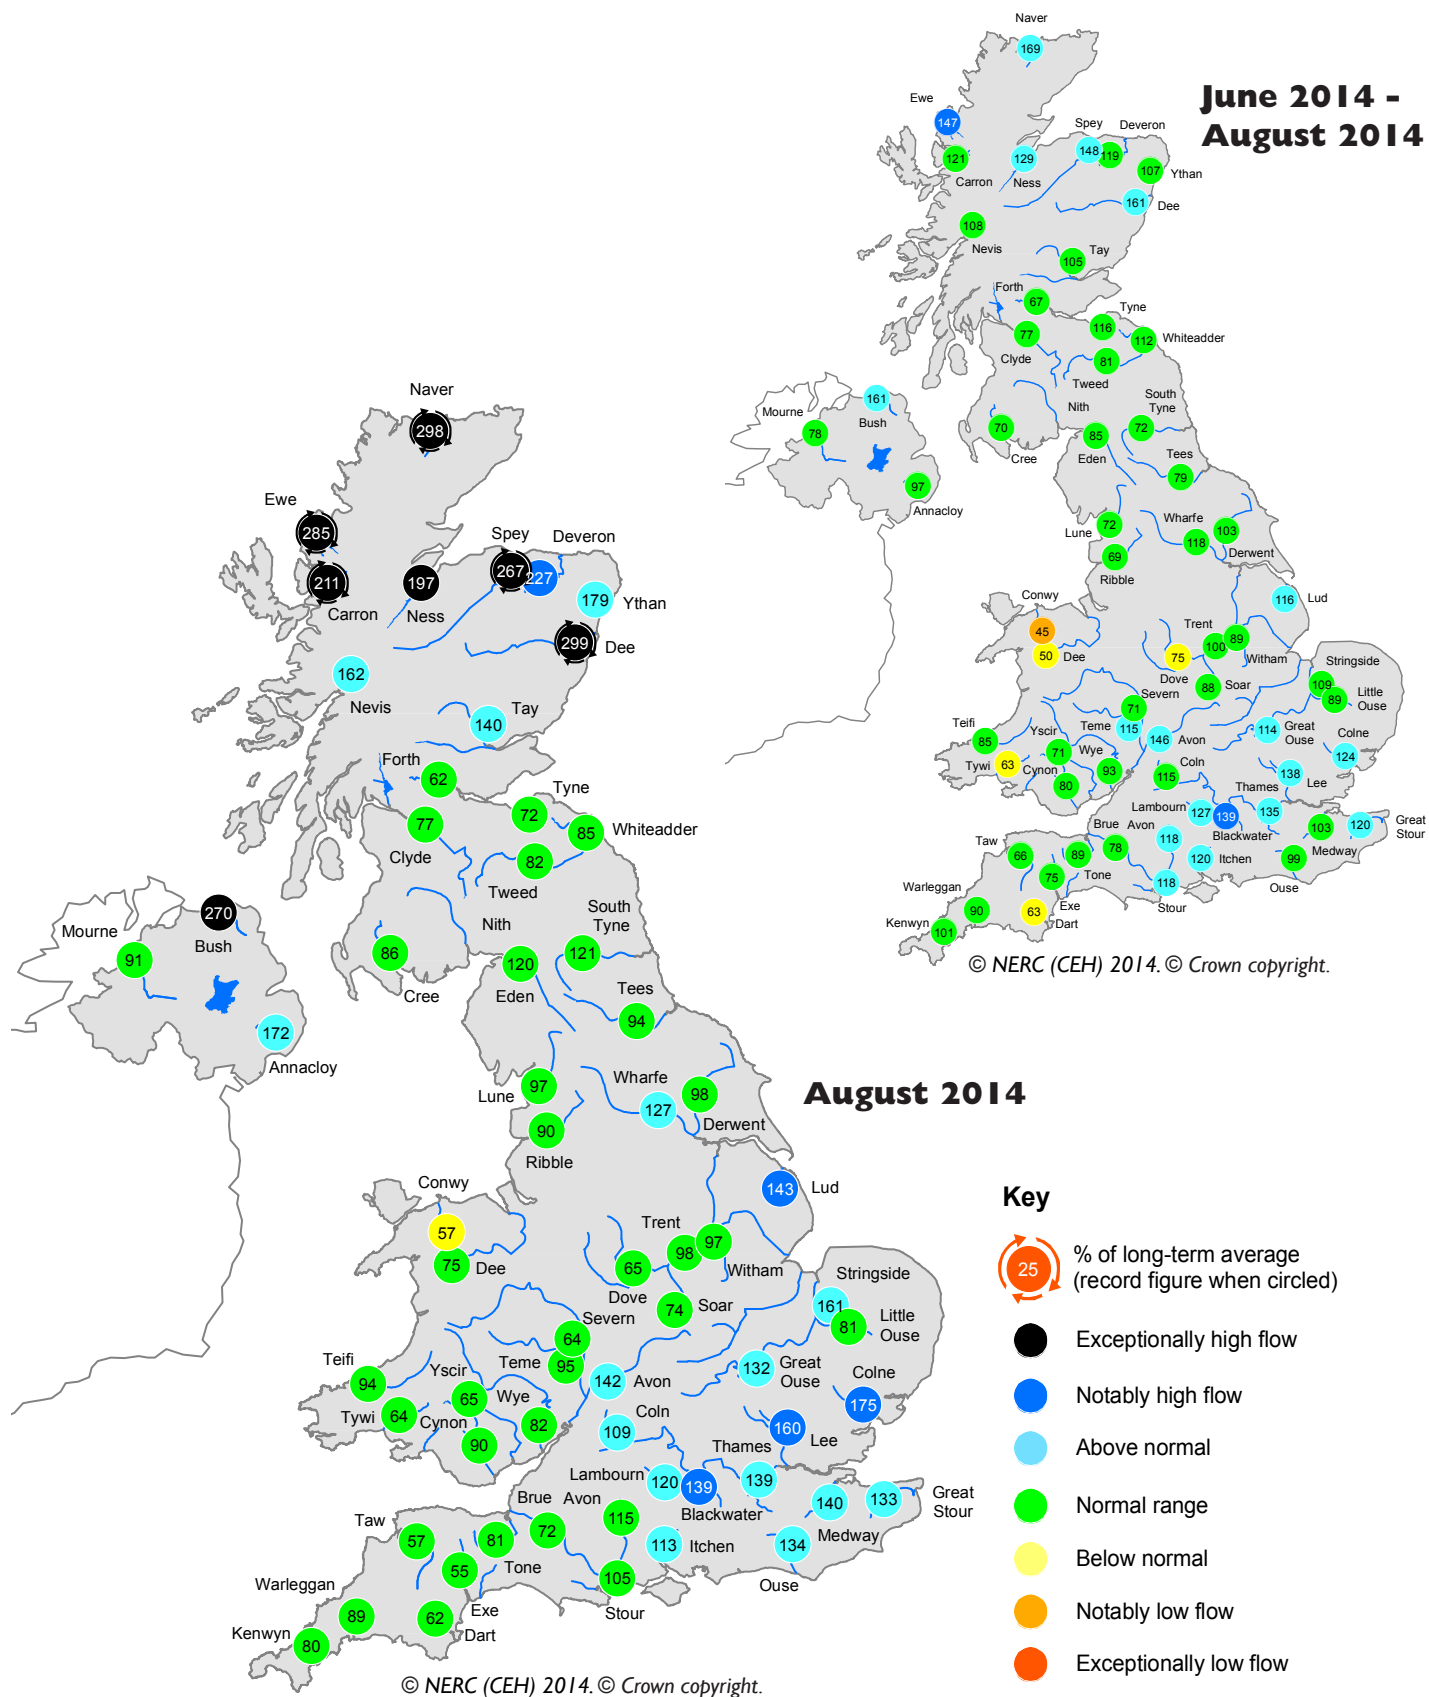 June 2014 -
August 2014
Naver
169
Ewe
147
Spey
Deveron
148
119
121
129
107
Ythan
Carron
Ness
161
Dee
108
Nevis
Tay
105
Forth
67
Tyne
116
77
112
Whiteadder
Clyde
81
Tweed
161
Mourne
Bush
78
South
Tyne
Nith
70
85
72
Cree
Eden
Tees
79
97
Annacloy
Lune
72
Wharfe
103
118
69
Derwent
Ribble
Conwy
116
Lud
45
Trent
89
50
Dee
75
100
Witham
Stringside
Dove
88
Soar
109
Little
Ouse
89
Severn
71
Teifi
Yscir
Teme
115
114
Great
Ouse
Colne
85
71
Wye
146
Avon
124
Tywi
63
Cynon
93
Coln
115
138
Lee
80
Thames
Lambourn
127
139
135
Brue
Avon
Blackwater
103
120
Great
Stour
Taw
118
Medway
66
89
78
120
Itchen
99
75
Tone
Ouse
Warleggan
Exe
118
Stour
90
63
Dart
Kenwyn
101
© NERC (CEH) 2014. © Crown copyright.
August 2014
Naver
298
Ewe
285
Spey
Deveron
267
227
211
197
179
Ythan
Carron
Ness
299
Dee
162
Nevis
Tay
140
Forth
62
Tyne
72
77
85
Whiteadder
Clyde
82
Tweed
270
Mourne
Bush
91
South
Tyne
Nith
86
120
121
Cree
Eden
Tees
94
172
Annacloy
Lune
97
Wharfe
98
127
90
Derwent
Ribble
Conwy
143
Lud
57
Trent
97
75
Dee
65
98
Witham
Stringside
Dove
74
Soar
161
Little
Ouse
81
Severn
64
Teifi
Yscir
Teme
95
132
Great
Ouse
Colne
94
65
Wye
142
Avon
175
Tywi
64
Cynon
82
Coln
109
160
Lee
90
Thames
Lambourn
120
139
139
Brue
Avon
Blackwater
140
133
Great
Stour
Taw
115
Medway
57
81
72
113
Itchen
134
55
Tone
Ouse
Warleggan
Exe
105
Stour
89
62
Dart
Kenwyn
80
© NERC (CEH) 2014. © Crown copyright.
Key
25
% of long-term average
(record figure when circled)
Exceptionally high flow
Notably high flow
Above normal
Normal range
Below normal
Notably low flow
Exceptionally low flow